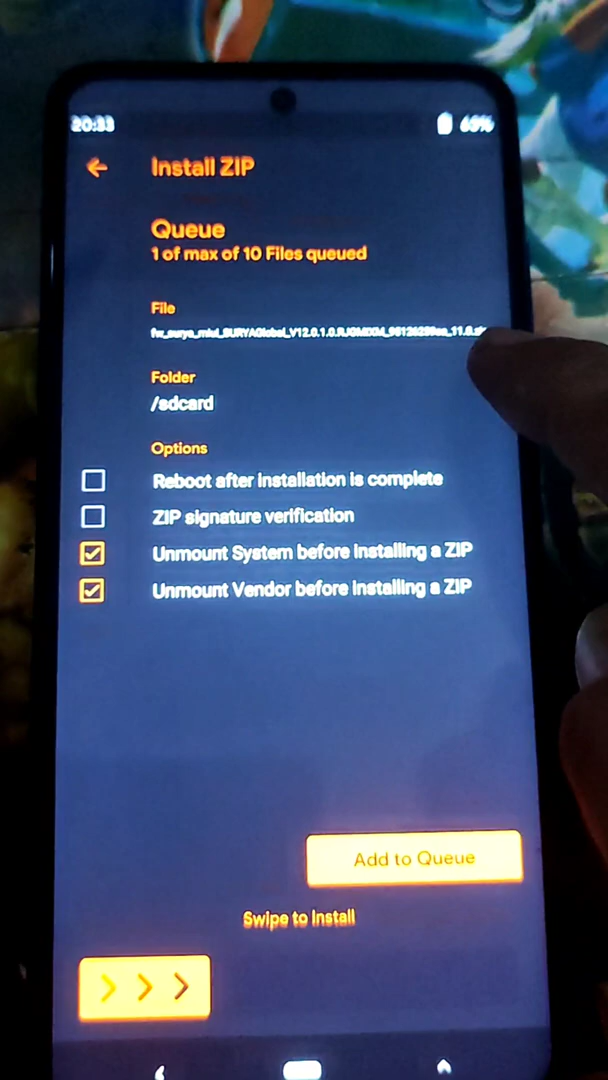 20:33
Install ZIP
Queue
1 of max of 10 Files queued
File
Folder
/sdcard
Options
Reboot after installation is complete
ZIP signature verification
Unmount System before installing a ZIP
Unmount Vendor before installing a ZIP
Add to Queue
Swipe to Install